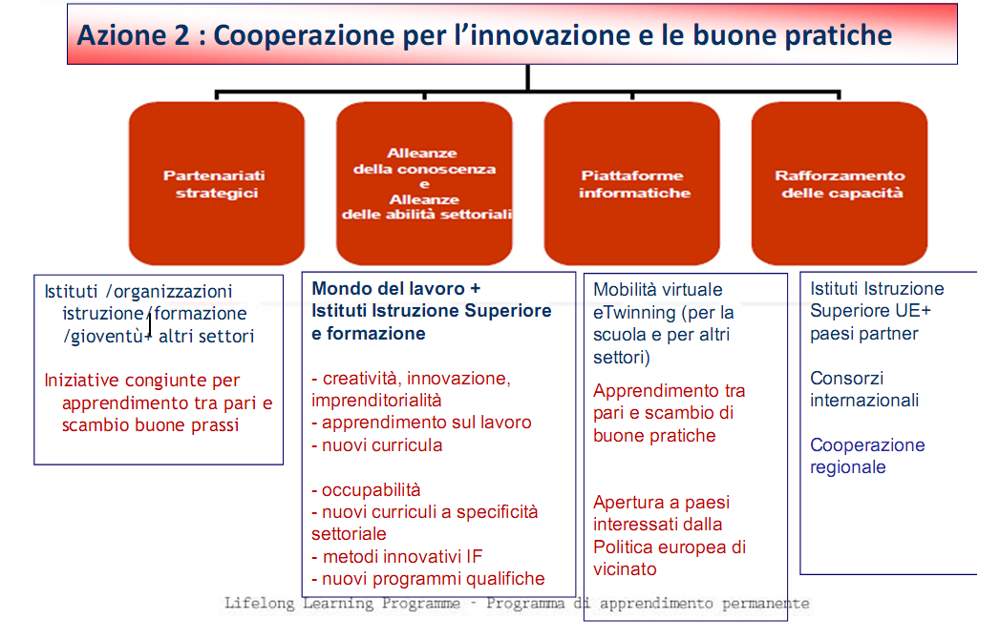 Azione 2 : Cooperazione per l’innovazione e le buone pratiche
Partenariati
strategici
Alleanze
della conoscenza
e
Alleanze
delle abilità settoriali
Piattaforme
informatiche
Rafforzamento
delle capacità
Istituti /organizzazioni
istruzione/formazione
/gioventù+ altri settori
Iniziative congiunte per
apprendimento tra pari e
scambio buone prassi
Mondo del lavoro +
Istituti Istruzione Superiore
e formazione
- creatività, innovazione,
imprenditorialità
- apprendimento sul lavoro
- nuovi curricula
- occupabilità
- nuovi curriculi a specificità
settoriale
- metodi innovativi IF
- nuovi programmi qualifiche
Mobilità virtuale
eTwinning (per la
scuola e per altri
settori)
Apprendimento tra
pari e scambio di
buone pratiche
Apertura a paesi
interessati dalla
Politica europea di
vicinato
Istituti Istruzione
Superiore UE+
paesi partner
Consorzi
internazionali
Cooperazione
regionale
Lifelong Learning Programme - Programma di apprendimento permanente